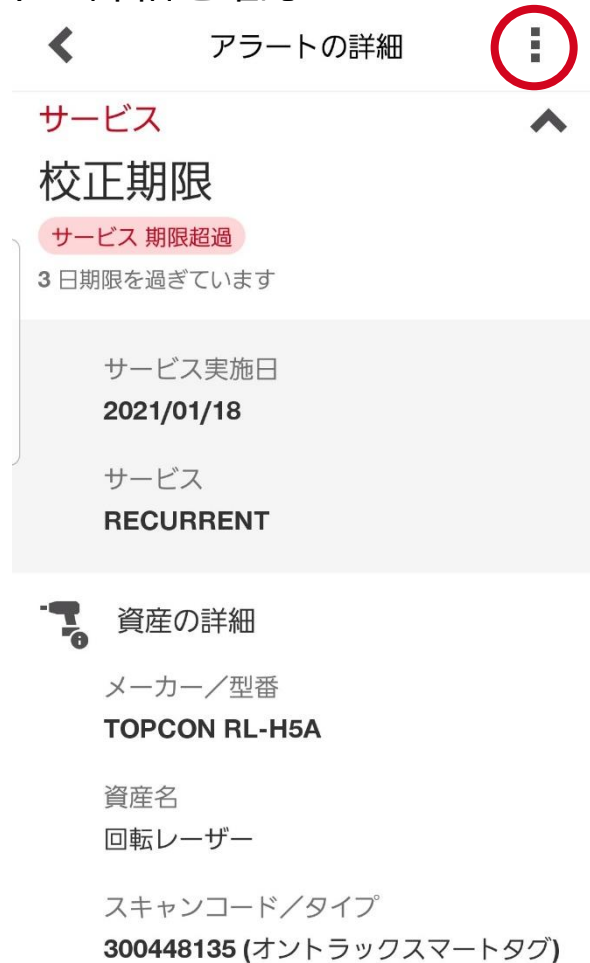 アラートの詳細
サービス
校正期限
サービス 期限超過
3 日期限を過ぎています
サービス実施日
2021/01/18
サービス
RECURRENT
資産の詳細
メーカー／型番
TOPCON RL-H5A
資産名
回転レーザー
スキャンコード／タイプ
300448135 (オントラックスマートタグ)